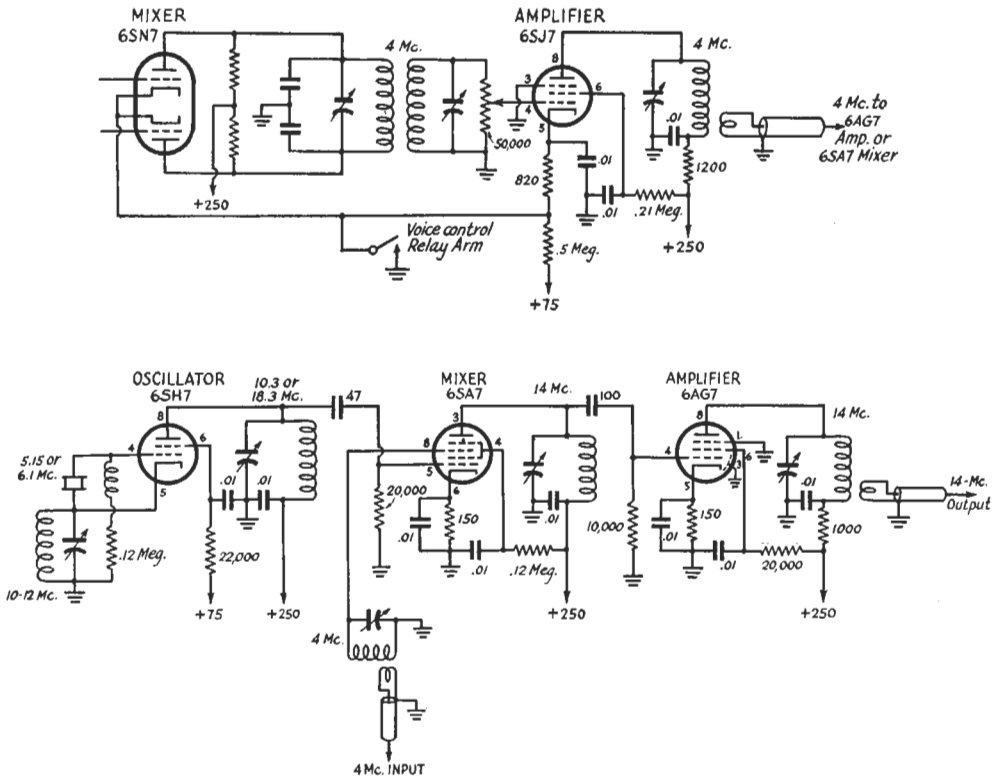 MIXER
6SN7
AMPLIFIER
6SJ7
4 Mc.
4 Mc.
8
3
6
4
5
50,000
.01
4 Mc. to
6AG7
Amp. or
6SA7 Mixer
+250
820
.01
.01
.21 Meg.
1200
+250
Voice control
Relay Arm
.5 Meg.
+75
OSCILLATOR
6SH7
10.3 or
18.3 Mc.
47
MIXER
6SA7
14 Mc.
100
AMPLIFIER
6AG7
14 Mc.
8
6
4
5
5.15 or
6.1 Mc.
3
8
4
5
6
8
1
4
6
3
5
.01
.01
20,000
.01
150
.01
10,000
.01
150
.01
1000
14-Mc.
Output
.12 Meg.
22,000
.01
.12 Meg.
.01
20,000
10-12 Mc.
+75
+250
+250
+250
4 Mc.
4 Mc. INPUT